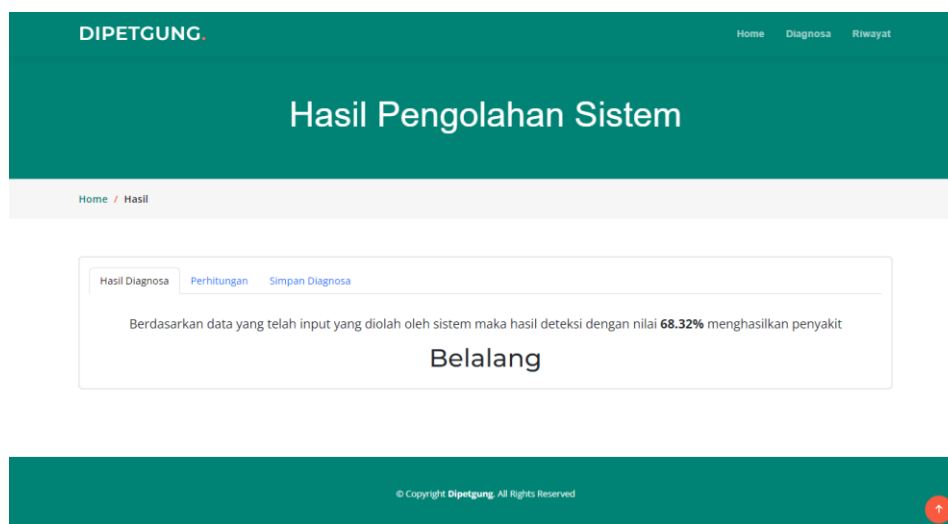 DIPETGUNG.
Home Diagnosa Riwayat
Hasil Pengolahan Sistem
Home / Hasil
Hasil Diagnosa Perhitungan Simpan Diagnosa
Berdasarkan data yang telah input yang diolah oleh sistem maka hasil deteksi dengan nilai 68.32% menghasilkan penyakit
Belalang
© Copyright Dipetgung. All Rights Reserved